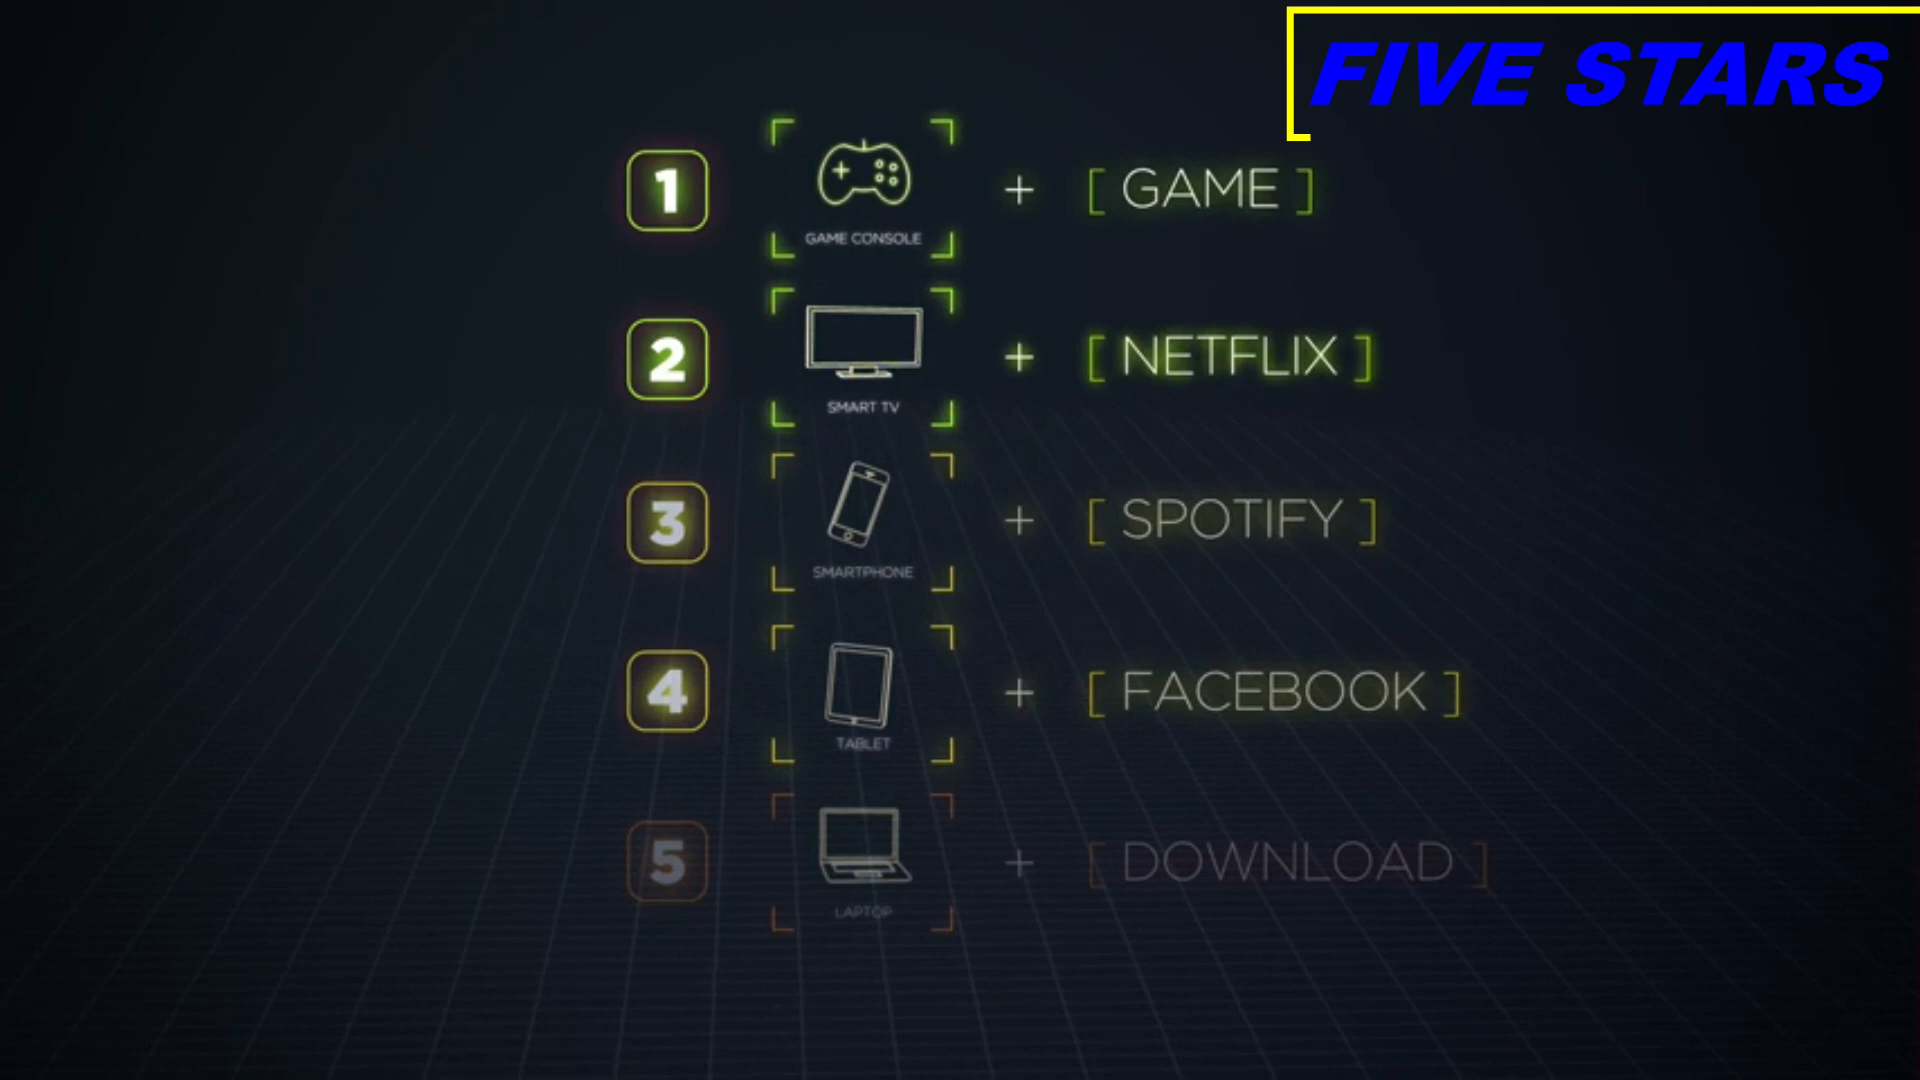 FIVE STARS
1 GAME CONSOLE + [ GAME ]
2 SMART TV + [ NETFLIX ]
3 SMARTPHONE + [ SPOTIFY ]
4 TABLET + [ FACEBOOK ]
5 LAPTOP + [ DOWNLOAD ]